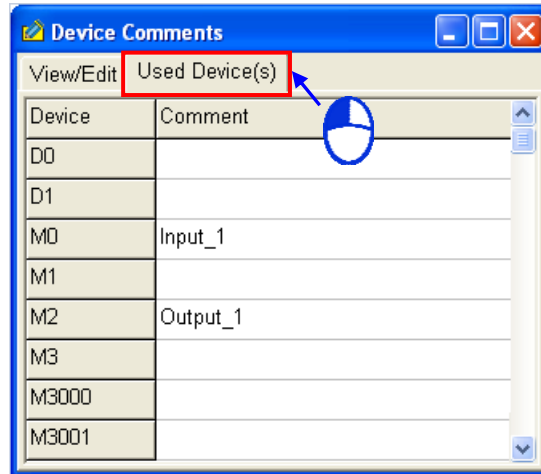 Device Comments
View/Edit Used Device(s)
Device Comment
D0
D1
M0 Input_1
M1
M2 Output_1
M3
M3000
M3001